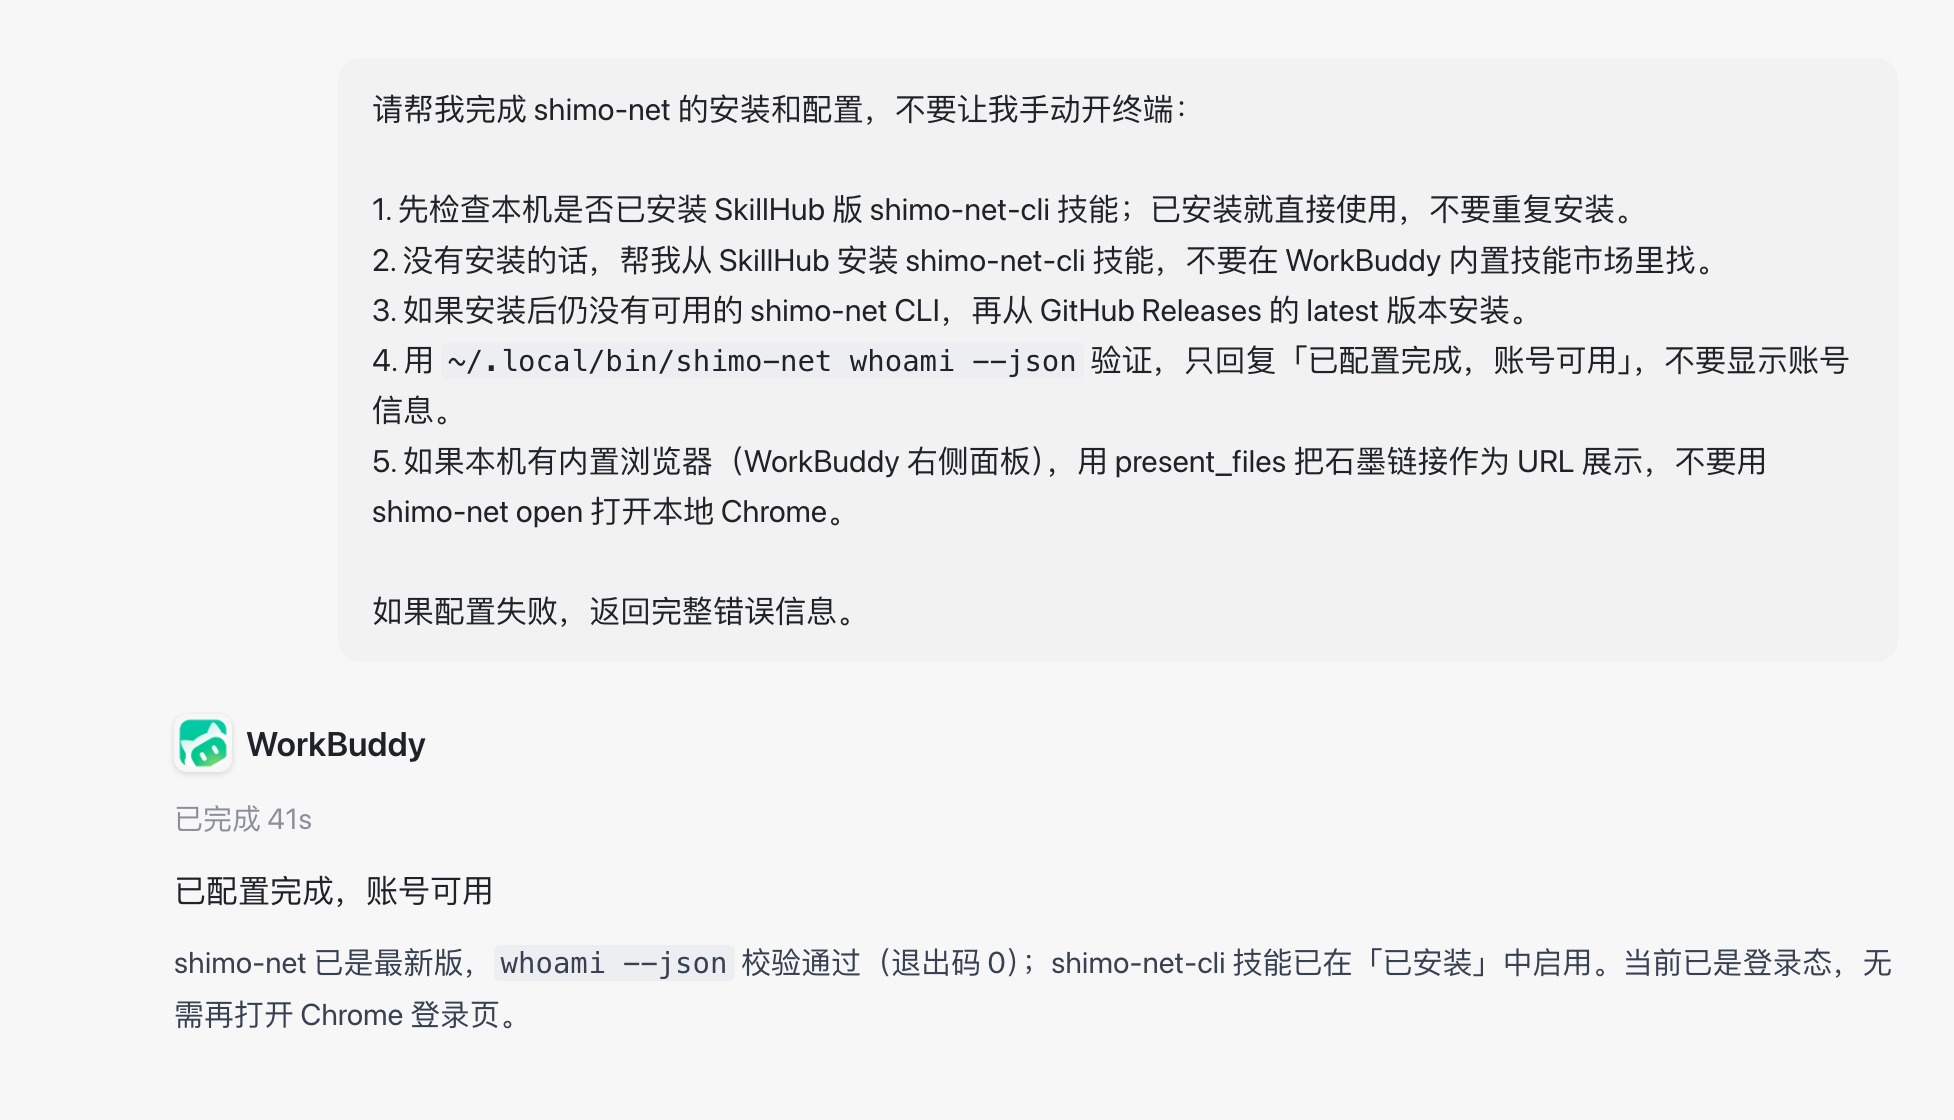 请帮我完成 shimo-net 的安装和配置，不要让我手动开终端：
1. 先检查本机是否已安装 SkillHub 版 shimo-net-cli 技能；已安装就直接使用，不要重复安装。
2. 没有安装的话，帮我从 SkillHub 安装 shimo-net-cli 技能，不要在 WorkBuddy 内置技能市场里找。
3. 如果安装后仍没有可用的 shimo-net CLI，再从 GitHub Releases 的 latest 版本安装。
4. 用 ~/.local/bin/shimo-net whoami --json 验证，只回复「已配置完成，账号可用」，不要显示账号
信息。
5. 如果本机有内置浏览器（WorkBuddy 右侧面板），用 present_files 把石墨链接作为 URL 展示，不要用
shimo-net open 打开本地 Chrome。
如果配置失败，返回完整错误信息。
WorkBuddy
已完成 41s
已配置完成，账号可用
shimo-net 已是最新版，whoami --json 校验通过（退出码 0）；shimo-net-cli 技能已在「已安装」中启用。当前已是登录态，无
需再打开 Chrome 登录页。